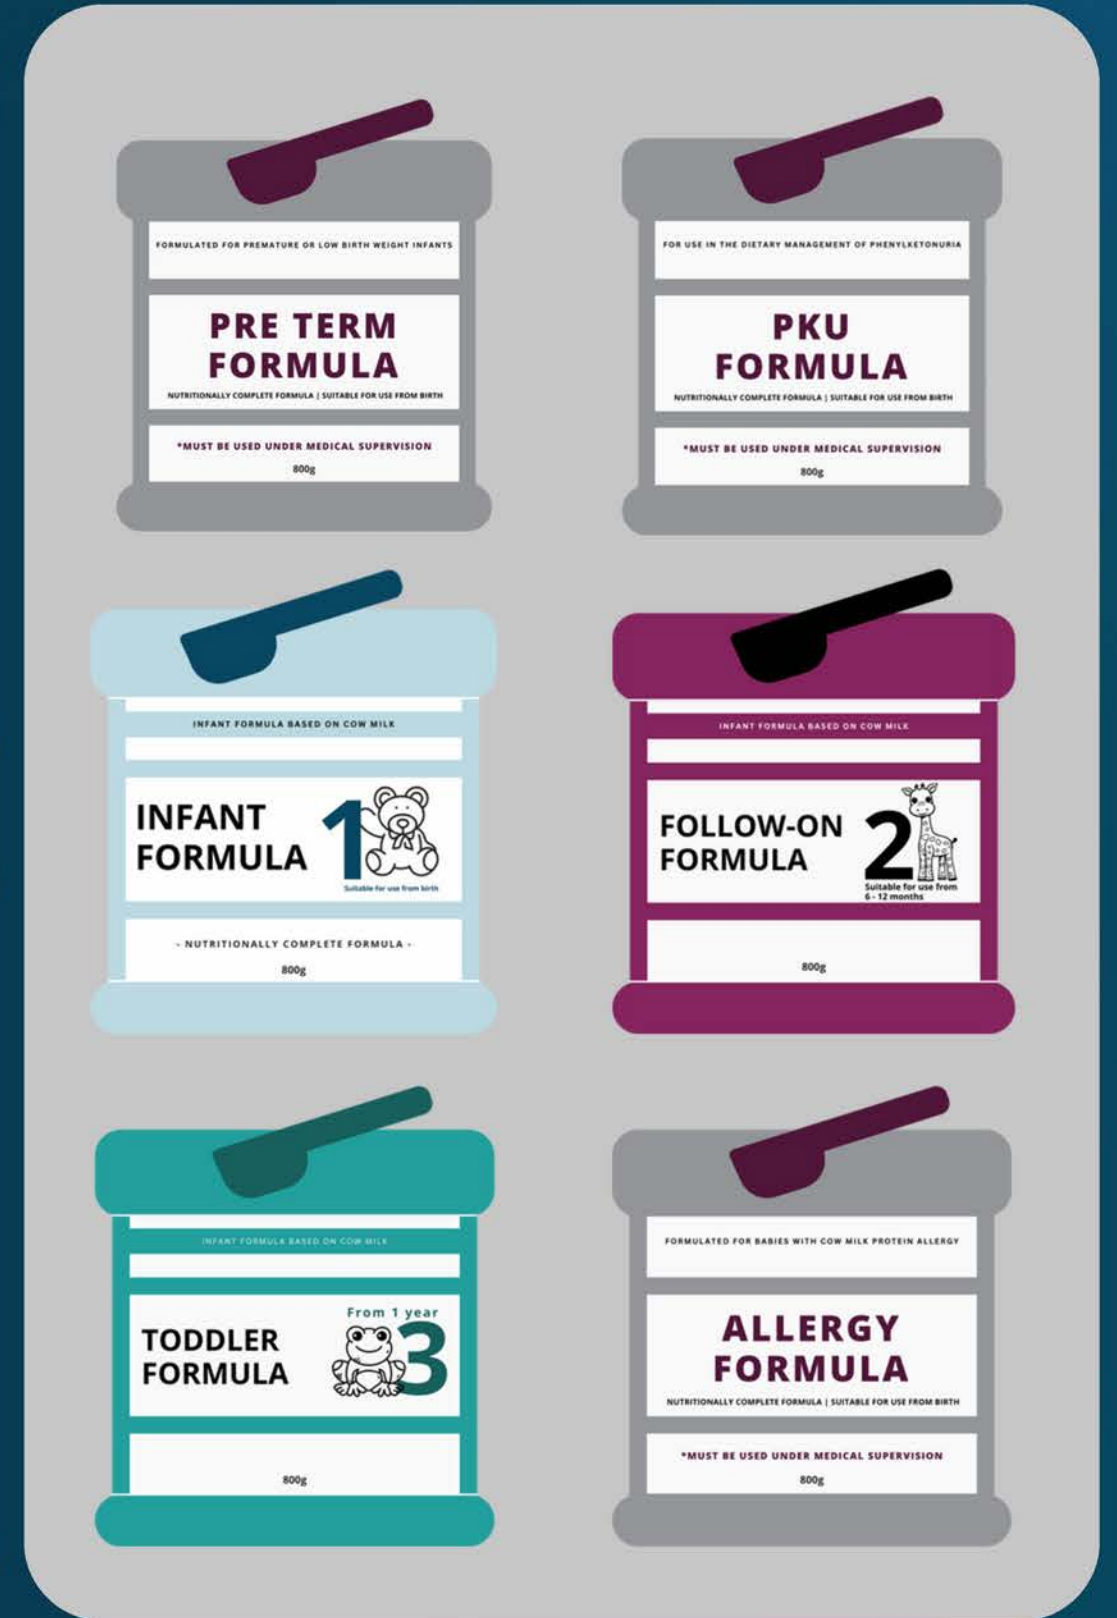 FORMULATED FOR PREMATURE OR LOW BIRTH WEIGHT INFANTS
PRE TERM
FORMULA
NUTRITIONALLY COMPLETE FORMULA | SUITABLE FOR USE FROM BIRTH
*MUST BE USED UNDER MEDICAL SUPERVISION
800g
FOR USE IN THE DIETARY MANAGEMENT OF PHENYLKETONURIA
PKU
FORMULA
NUTRITIONALLY COMPLETE FORMULA | SUITABLE FOR USE FROM BIRTH
*MUST BE USED UNDER MEDICAL SUPERVISION
800g
INFANT FORMULA BASED ON COW MILK
INFANT
FORMULA
1
Suitable for use from birth
- NUTRITIONALLY COMPLETE FORMULA -
800g
INFANT FORMULA BASED ON COW MILK
FOLLOW-ON
FORMULA
2
Suitable for use from
6 - 12 months
800g
INFANT FORMULA BASED ON COW MILK
From 1 year
TODDLER
FORMULA
3
800g
FORMULATED FOR BABIES WITH COW MILK PROTEIN ALLERGY
ALLERGY
FORMULA
NUTRITIONALLY COMPLETE FORMULA | SUITABLE FOR USE FROM BIRTH
*MUST BE USED UNDER MEDICAL SUPERVISION
800g